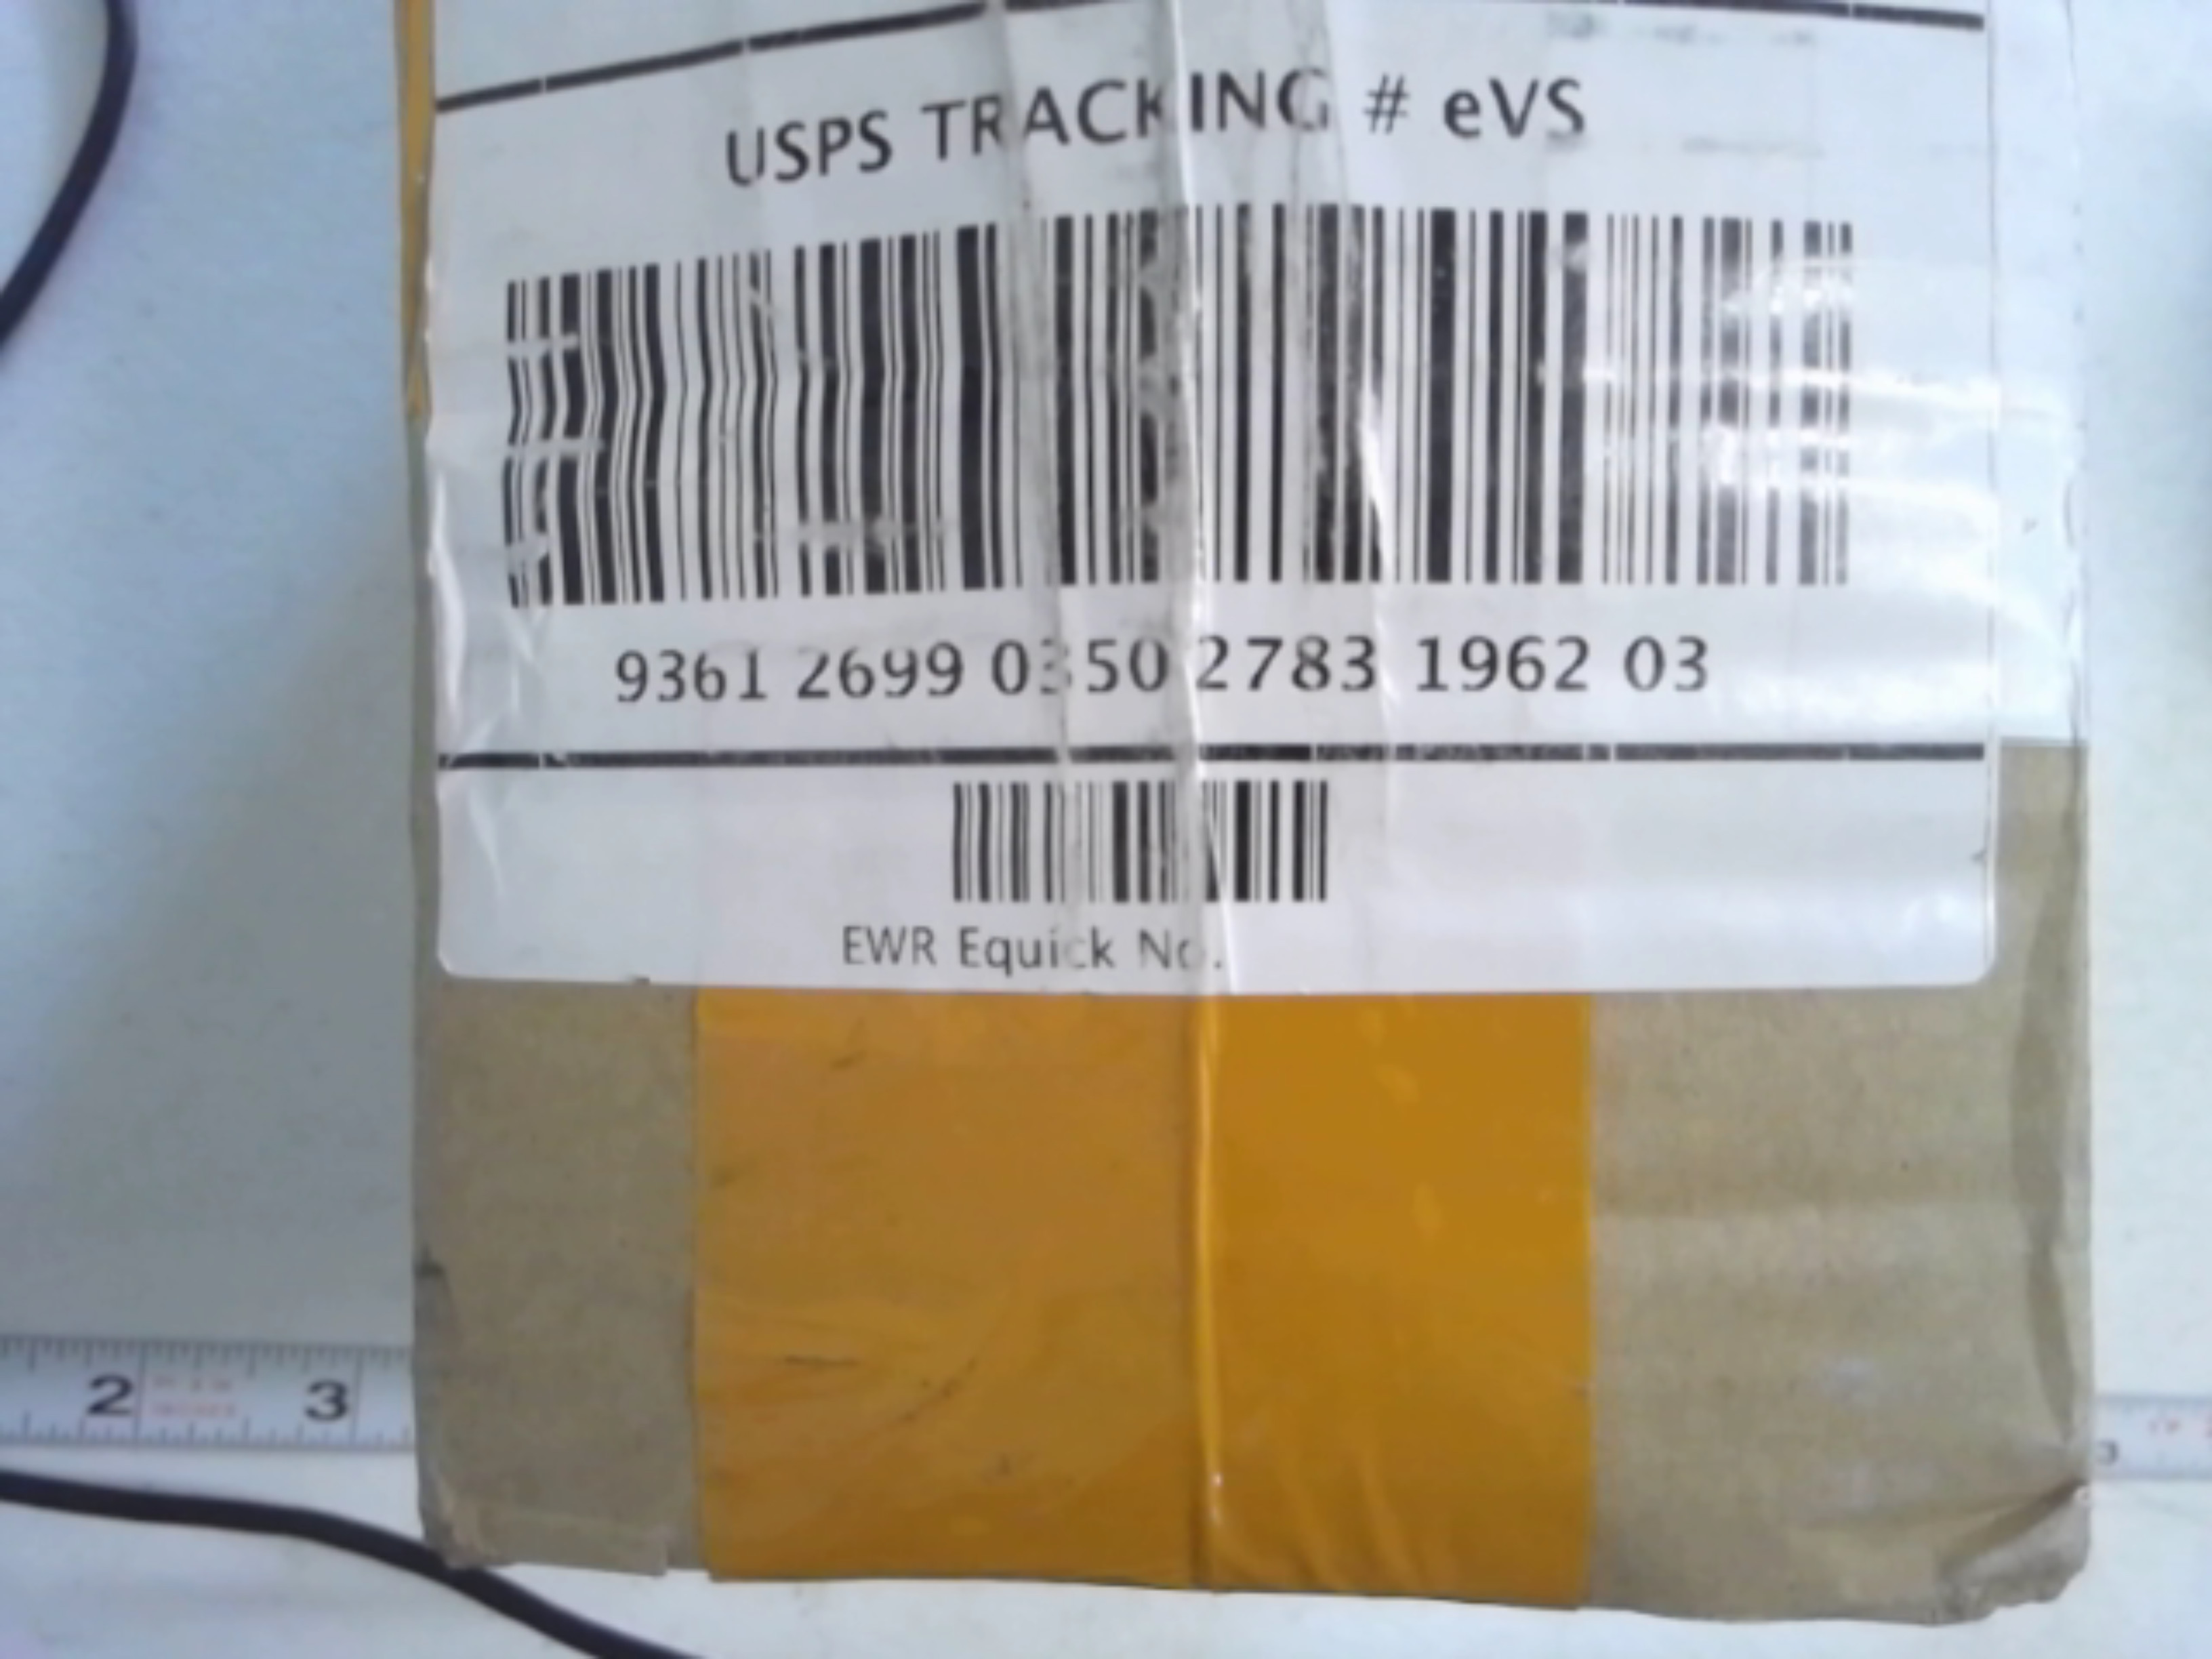 USPS TRACKING # eVS
9361 2699 0350 2783 1962 03
EWR Equick No.
2 3